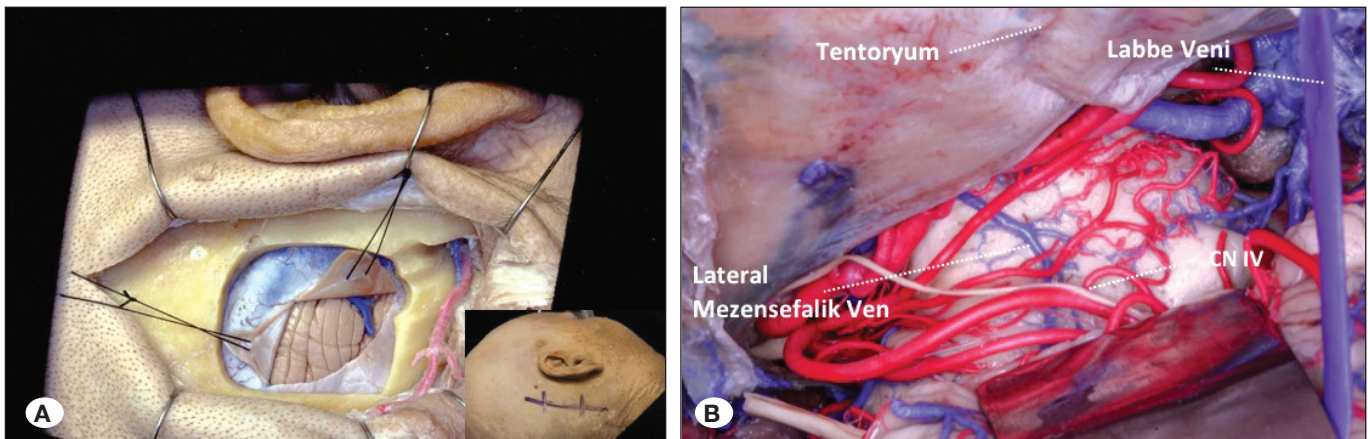 Tentoryum
Labbe Veni
Lateral
Mezensefalik Ven
CN IV
A
B